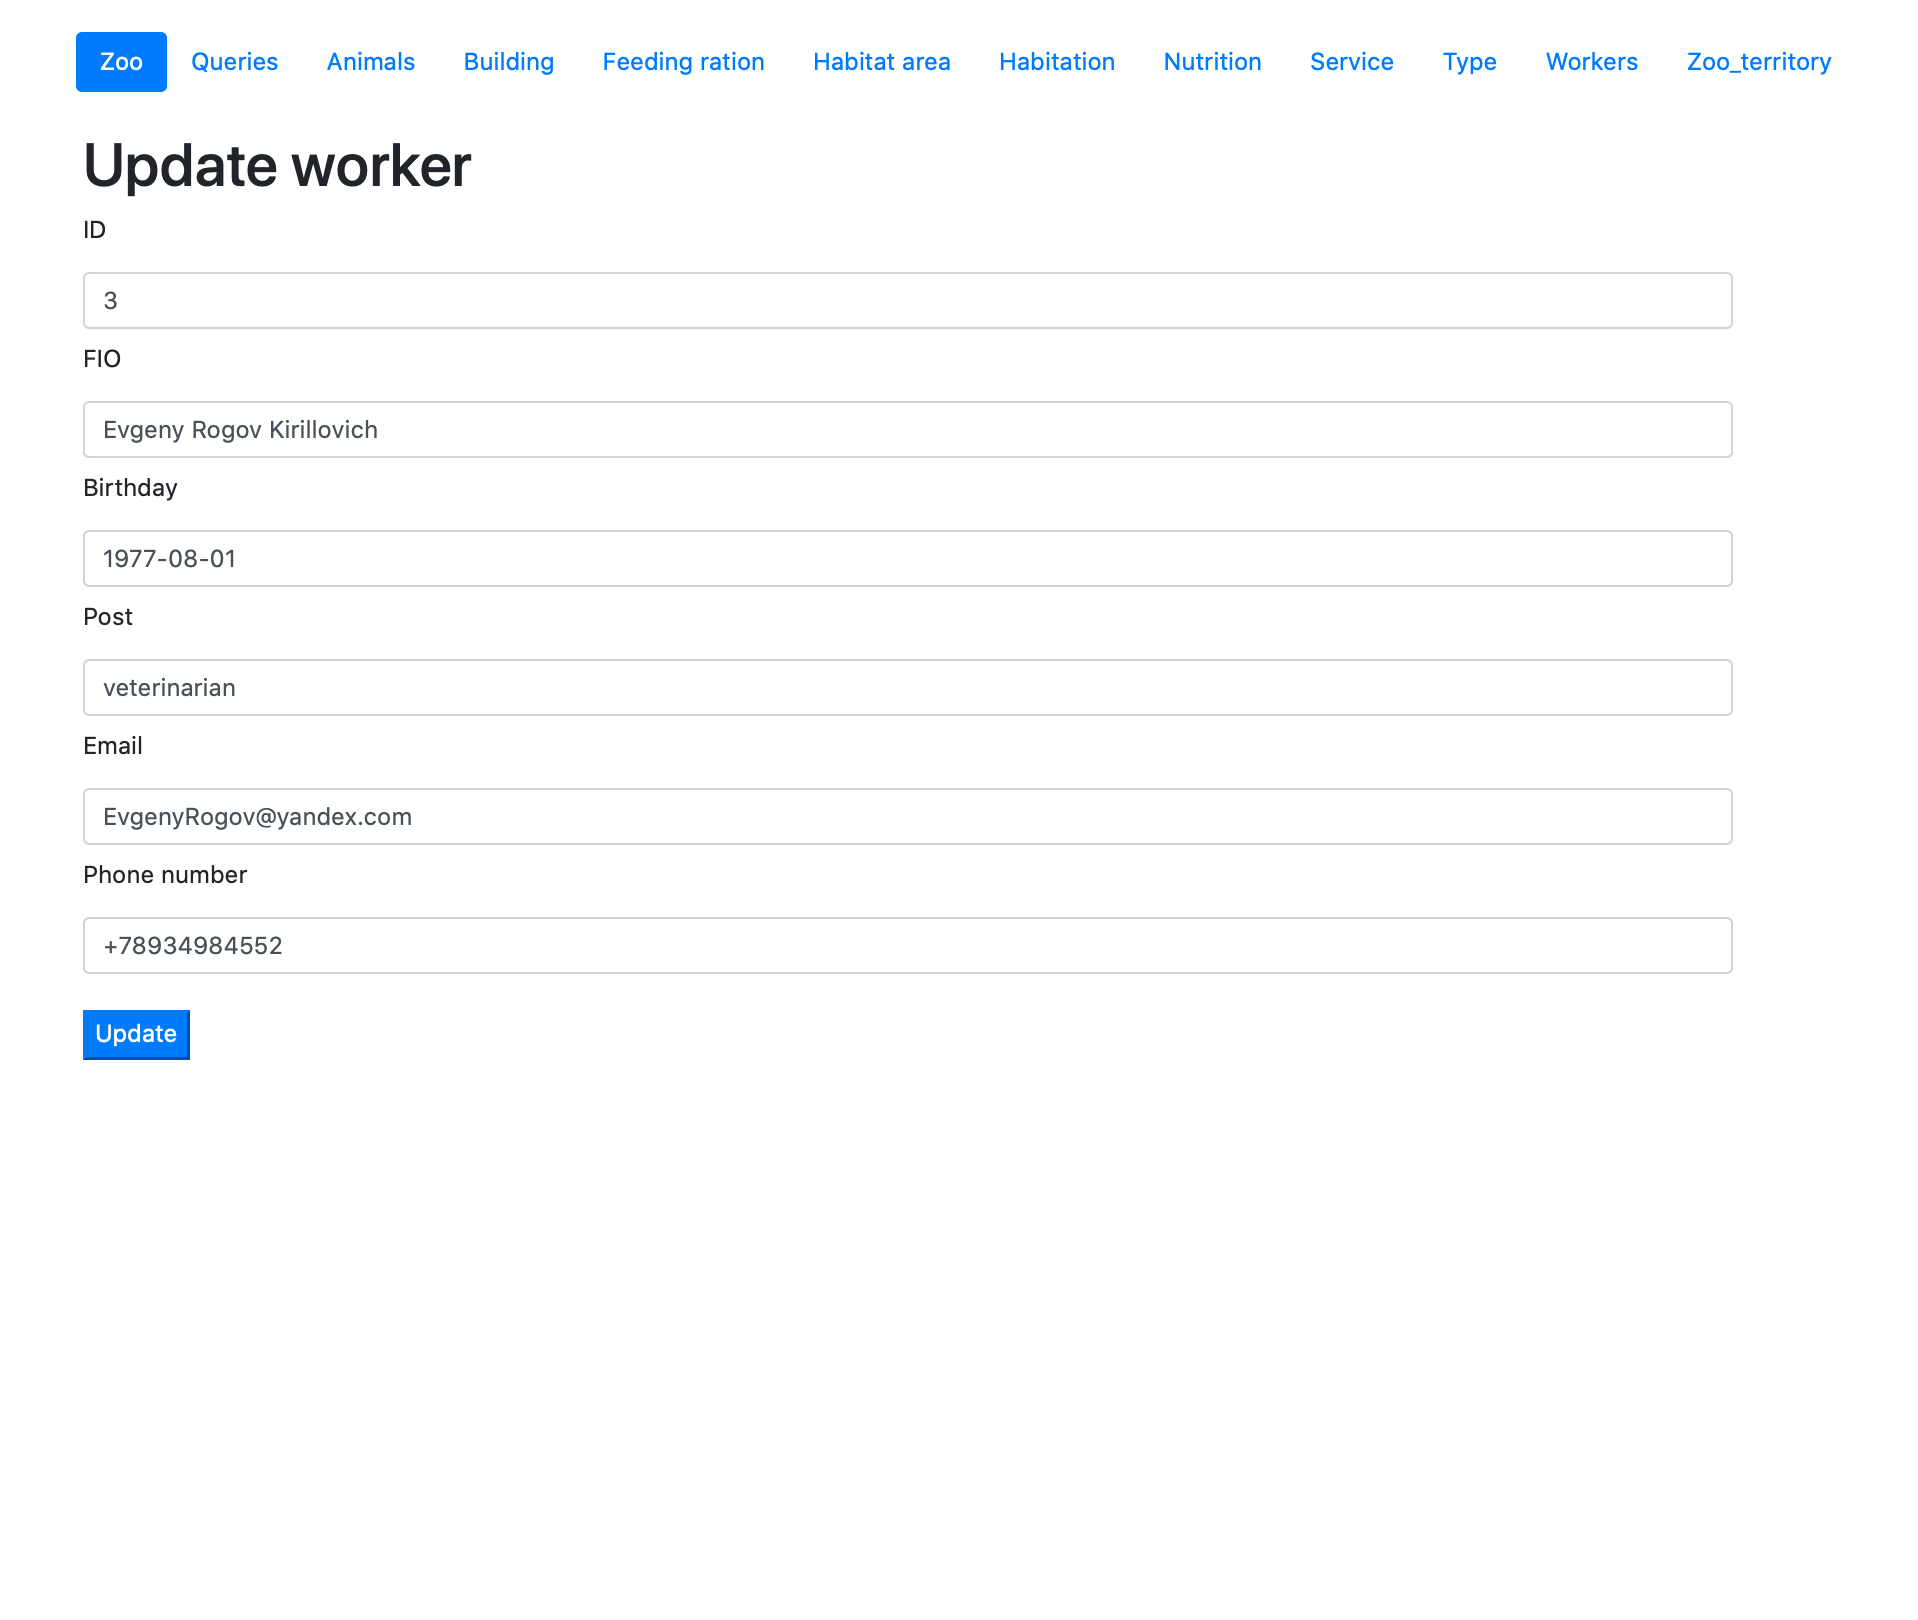 Zoo Queries Animals Building Feeding ration Habitat area Habitation Nutrition Service Type Workers Zoo_territory
Update worker
ID
3
FIO
Evgeny Rogov Kirillovich
Birthday
1977-08-01
Post
veterinarian
Email
EvgenyRogov@yandex.com
Phone number
+78934984552
Update